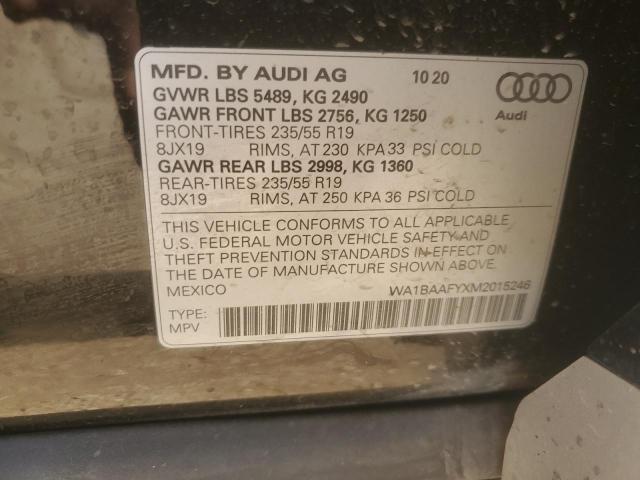 MFD. BY AUDI AG 10 20
GVWR LBS 5489, KG 2490
GAWR FRONT LBS 2756, KG 1250
Audi
FRONT-TIRES 235/55 R19
8JX19 RIMS, AT 230 KPA 33 PSI COLD
GAWR REAR LBS 2998, KG 1360
REAR-TIRES 235/55 R19
8JX19 RIMS, AT 250 KPA 36 PSI COLD
THIS VEHICLE CONFORMS TO ALL APPLICABLE
U.S. FEDERAL MOTOR VEHICLE SAFETY AND
THEFT PREVENTION STANDARDS IN EFFECT ON
THE DATE OF MANUFACTURE SHOWN ABOVE.
MEXICO WA1BAAFYXM2015246
TYPE:
MPV